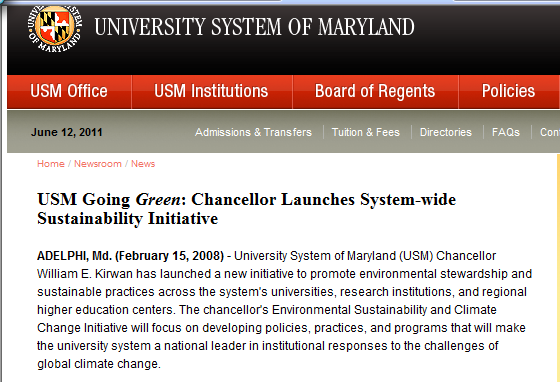 UNIVERSITY SYSTEM OF MARYLAND
OF MARYLAND
USM Office USM Institutions Board of Regents Policies
June 12, 2011 Admissions & Transfers Tuition & Fees Directories FAQs
Home / Newsroom / News
USM Going Green: Chancellor Launches System-wide
Sustainability Initiative
ADELPHI, Md. (February 15, 2008) - University System of Maryland (USM) Chancellor
William E. Kirwan has launched a new initiative to promote environmental stewardship and
sustainable practices across the system's universities, research institutions, and regional
higher education centers. The chancellor's Environmental Sustainability and Climate
Change Initiative will focus on developing policies, practices, and programs that will make
the university system a national leader in institutional responses to the challenges of
global climate change.